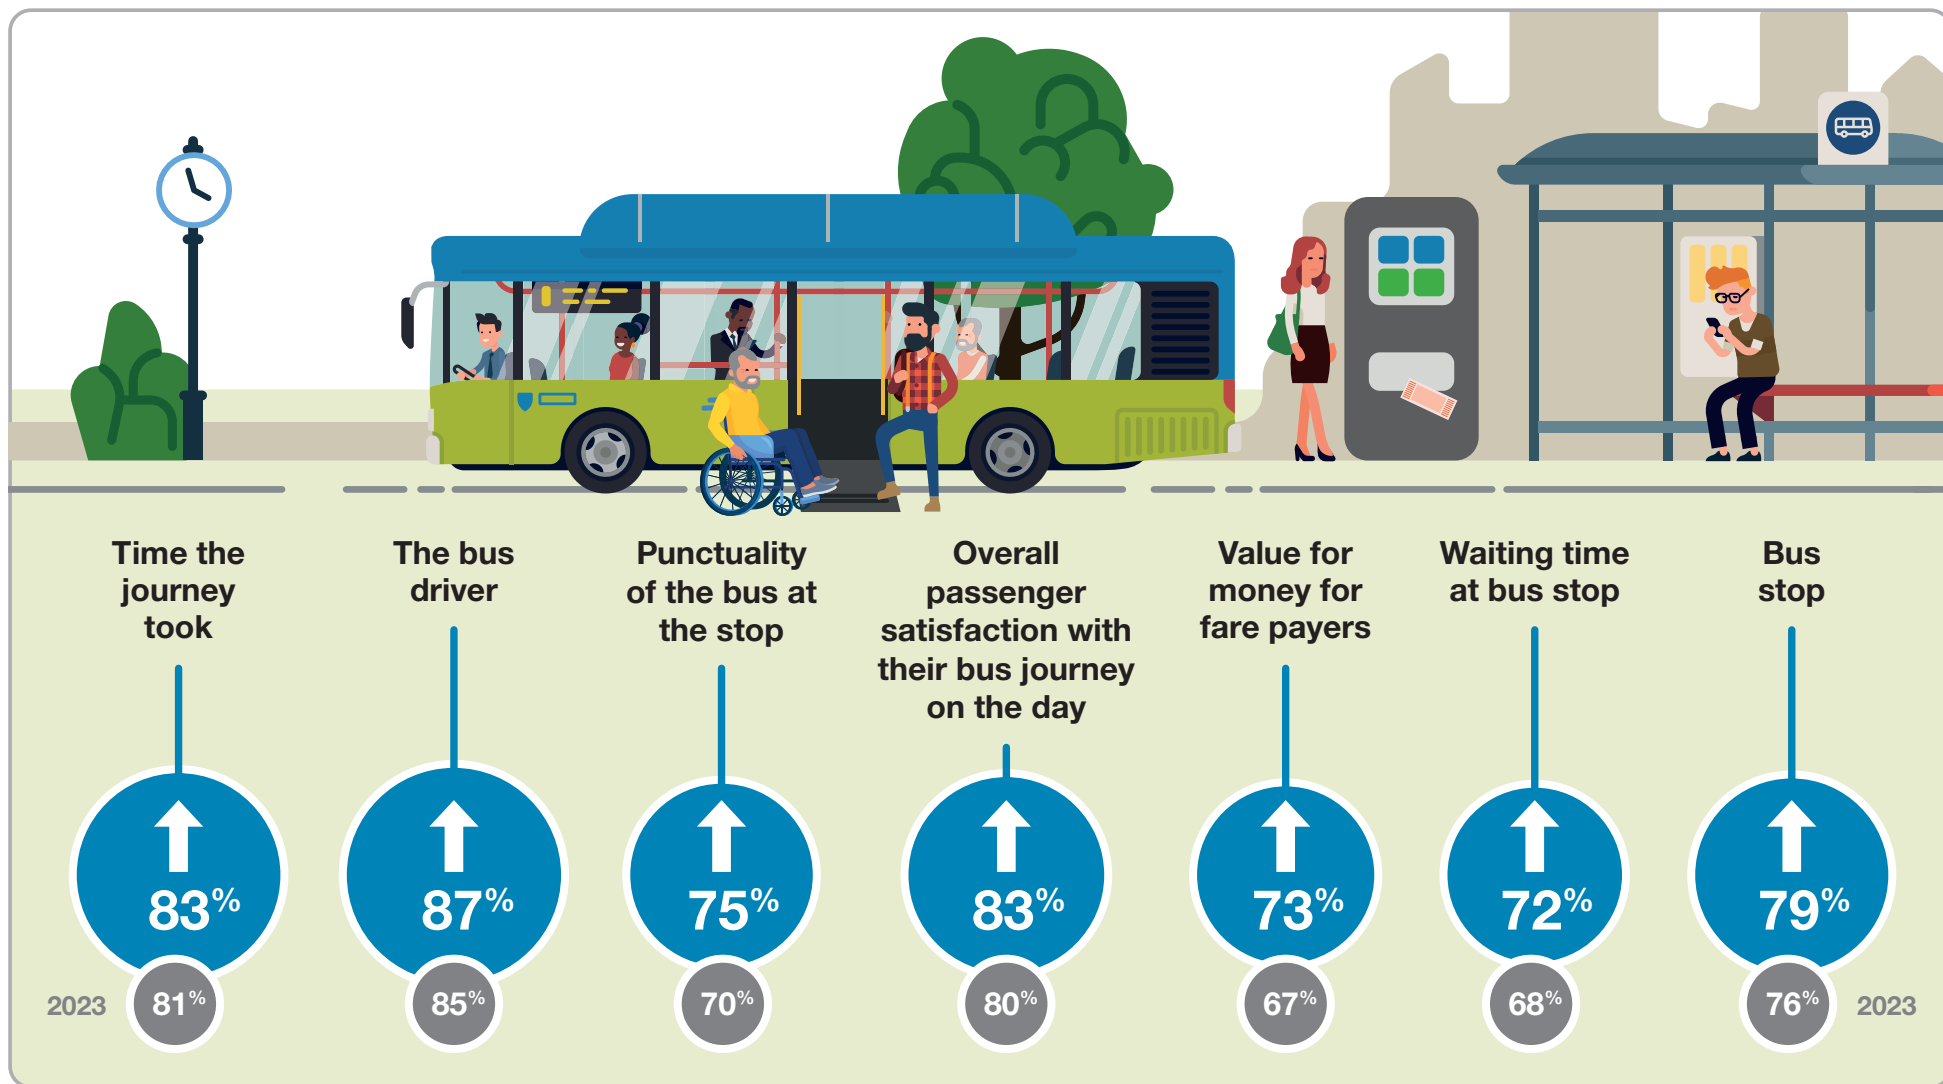 Time the
journey
took
The bus
driver
Punctuality
of the bus at
the stop
Overall
passenger
satisfaction with
their bus journey
on the day
Value for
money for
fare payers
Waiting time
at bus stop
Bus
stop
83%
87%
75%
83%
73%
72%
79%
2023
81%
85%
70%
80%
67%
68%
76%
2023